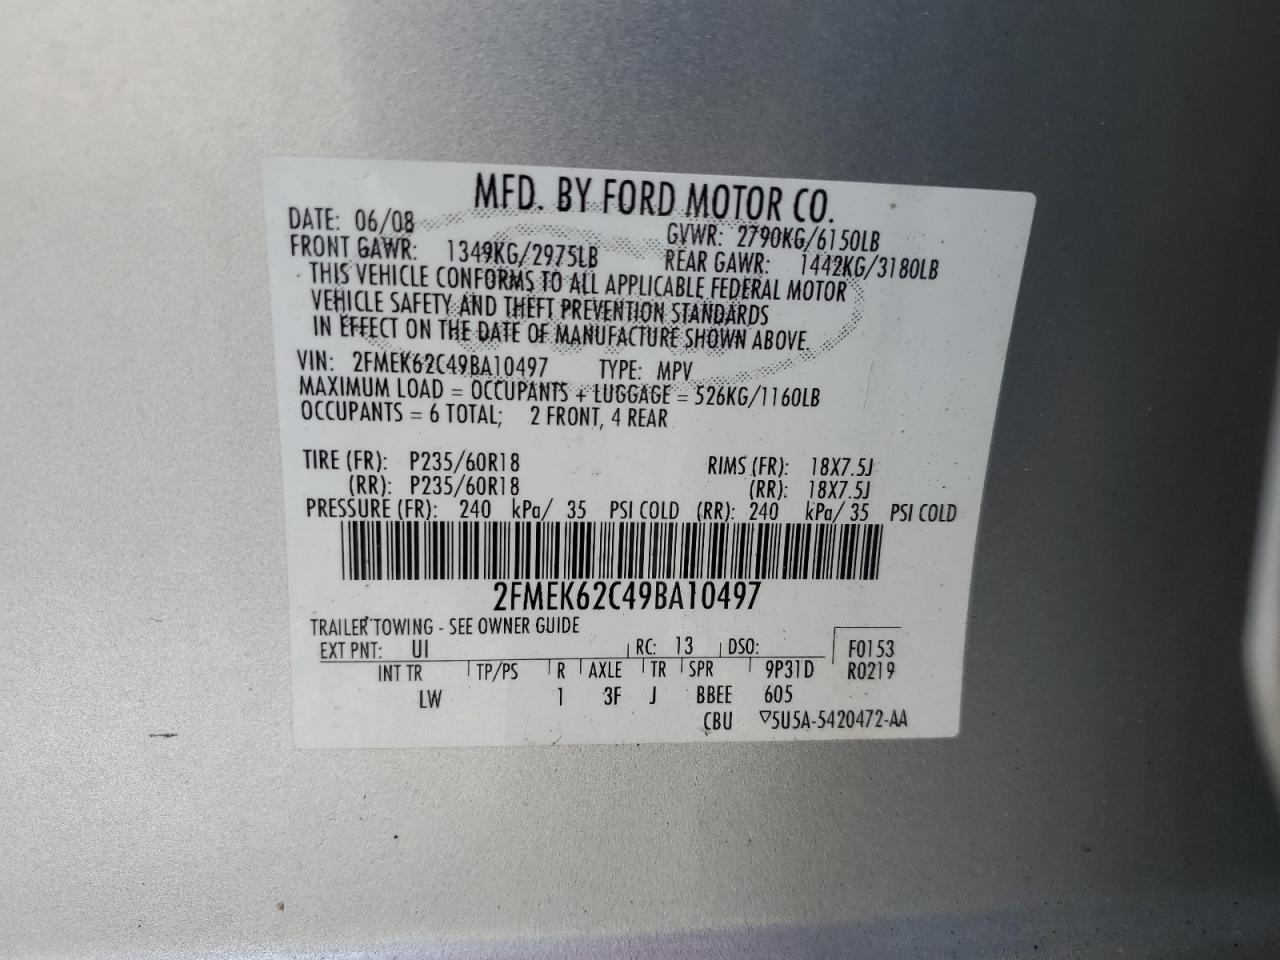 MFD. BY FORD MOTOR CO.
DATE: 06/08 GVWR: 2790KG/6150LB
FRONT GAWR: 1349KG/2975LB REAR GAWR: 1442KG/3180LB
THIS VEHICLE CONFORMS TO ALL APPLICABLE FEDERAL MOTOR
VEHICLE SAFETY AND THEFT PREVENTION STANDARDS
IN EFFECT ON THE DATE OF MANUFACTURE SHOWN ABOVE.
VIN: 2FMEK62C49BA10497 TYPE: MPV
MAXIMUM LOAD = OCCUPANTS + LUGGAGE = 526KG/1160LB
OCCUPANTS = 6 TOTAL; 2 FRONT, 4 REAR
TIRE (FR): P235/60R18 RIMS (FR): 18X7.5J
(RR): P235/60R18 (RR): 18X7.5J
PRESSURE (FR): 240 kPa/ 35 PSI COLD (RR): 240 kPa/ 35 PSI COLD
2FMEK62C49BA10497
TRAILER TOWING - SEE OWNER GUIDE
EXT PNT: UI RC: 13 DSO: F0153
INT TR TP/PS R AXLE TR SPR 9P31D R0219
LW 1 3F J BBEE 605
CBU ▽5U5A-5420472-AA